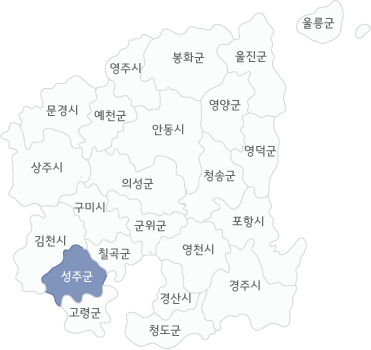 울릉군
봉화군
울진군
영주시
영양군
문경시
예천군
안동시
영덕군
상주시
청송군
의성군
구미시
포항시
군위군
김천시
칠곡군
영천시
성주군
경주시
경산시
고령군
청도군